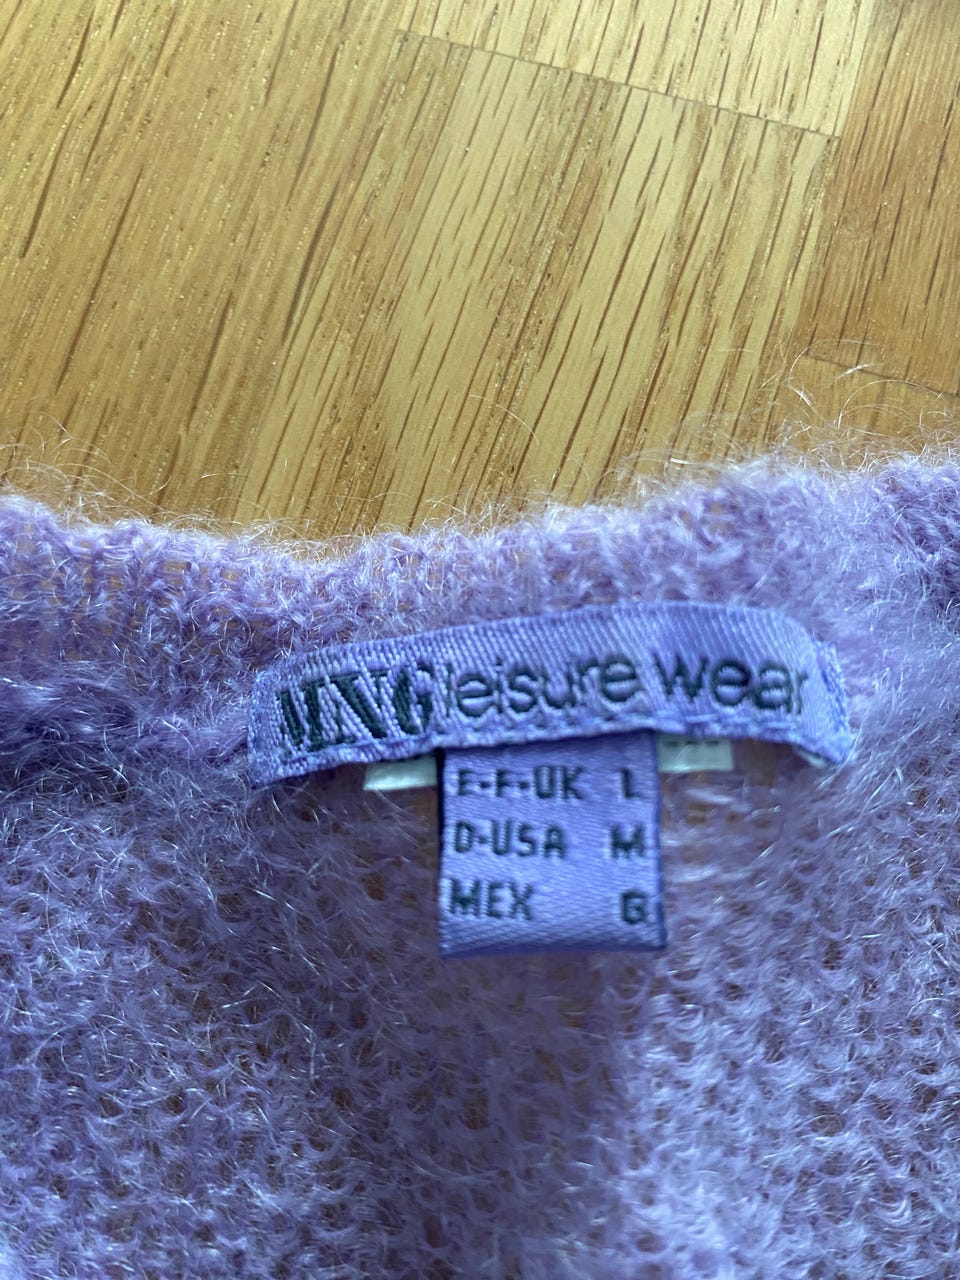 MNG leisure wear
E-F-UK L
D-USA M
MEX G